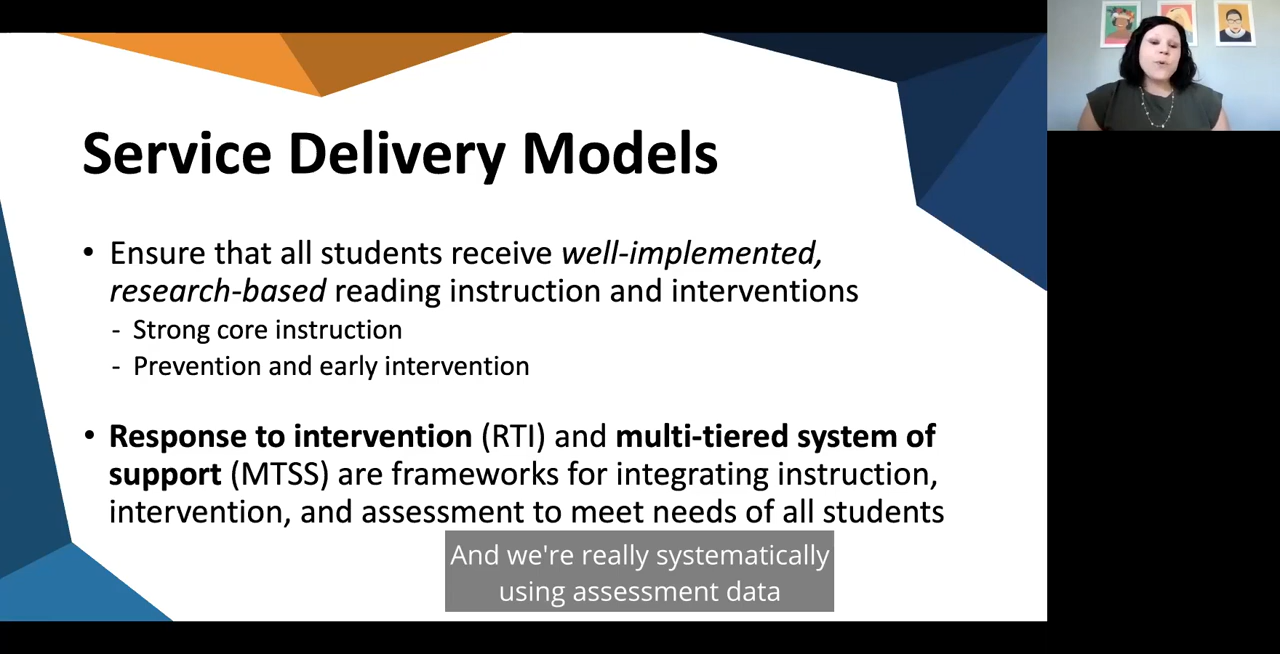 Service Delivery Models
• Ensure that all students receive well-implemented,
research-based reading instruction and interventions
- Strong core instruction
- Prevention and early intervention
• Response to intervention (RTI) and multi-tiered system of
support (MTSS) are frameworks for integrating instruction,
intervention, and assessment to meet needs of all students
And we're really systematically
using assessment data